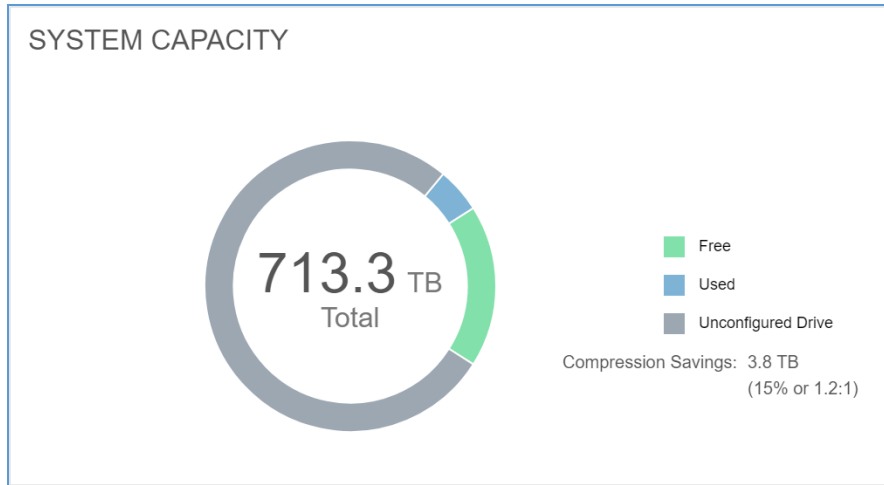 SYSTEM CAPACITY
713.3 TB
Total
Free
Used
Unconfigured Drive
Compression Savings: 3.8 TB
(15% or 1.2:1)